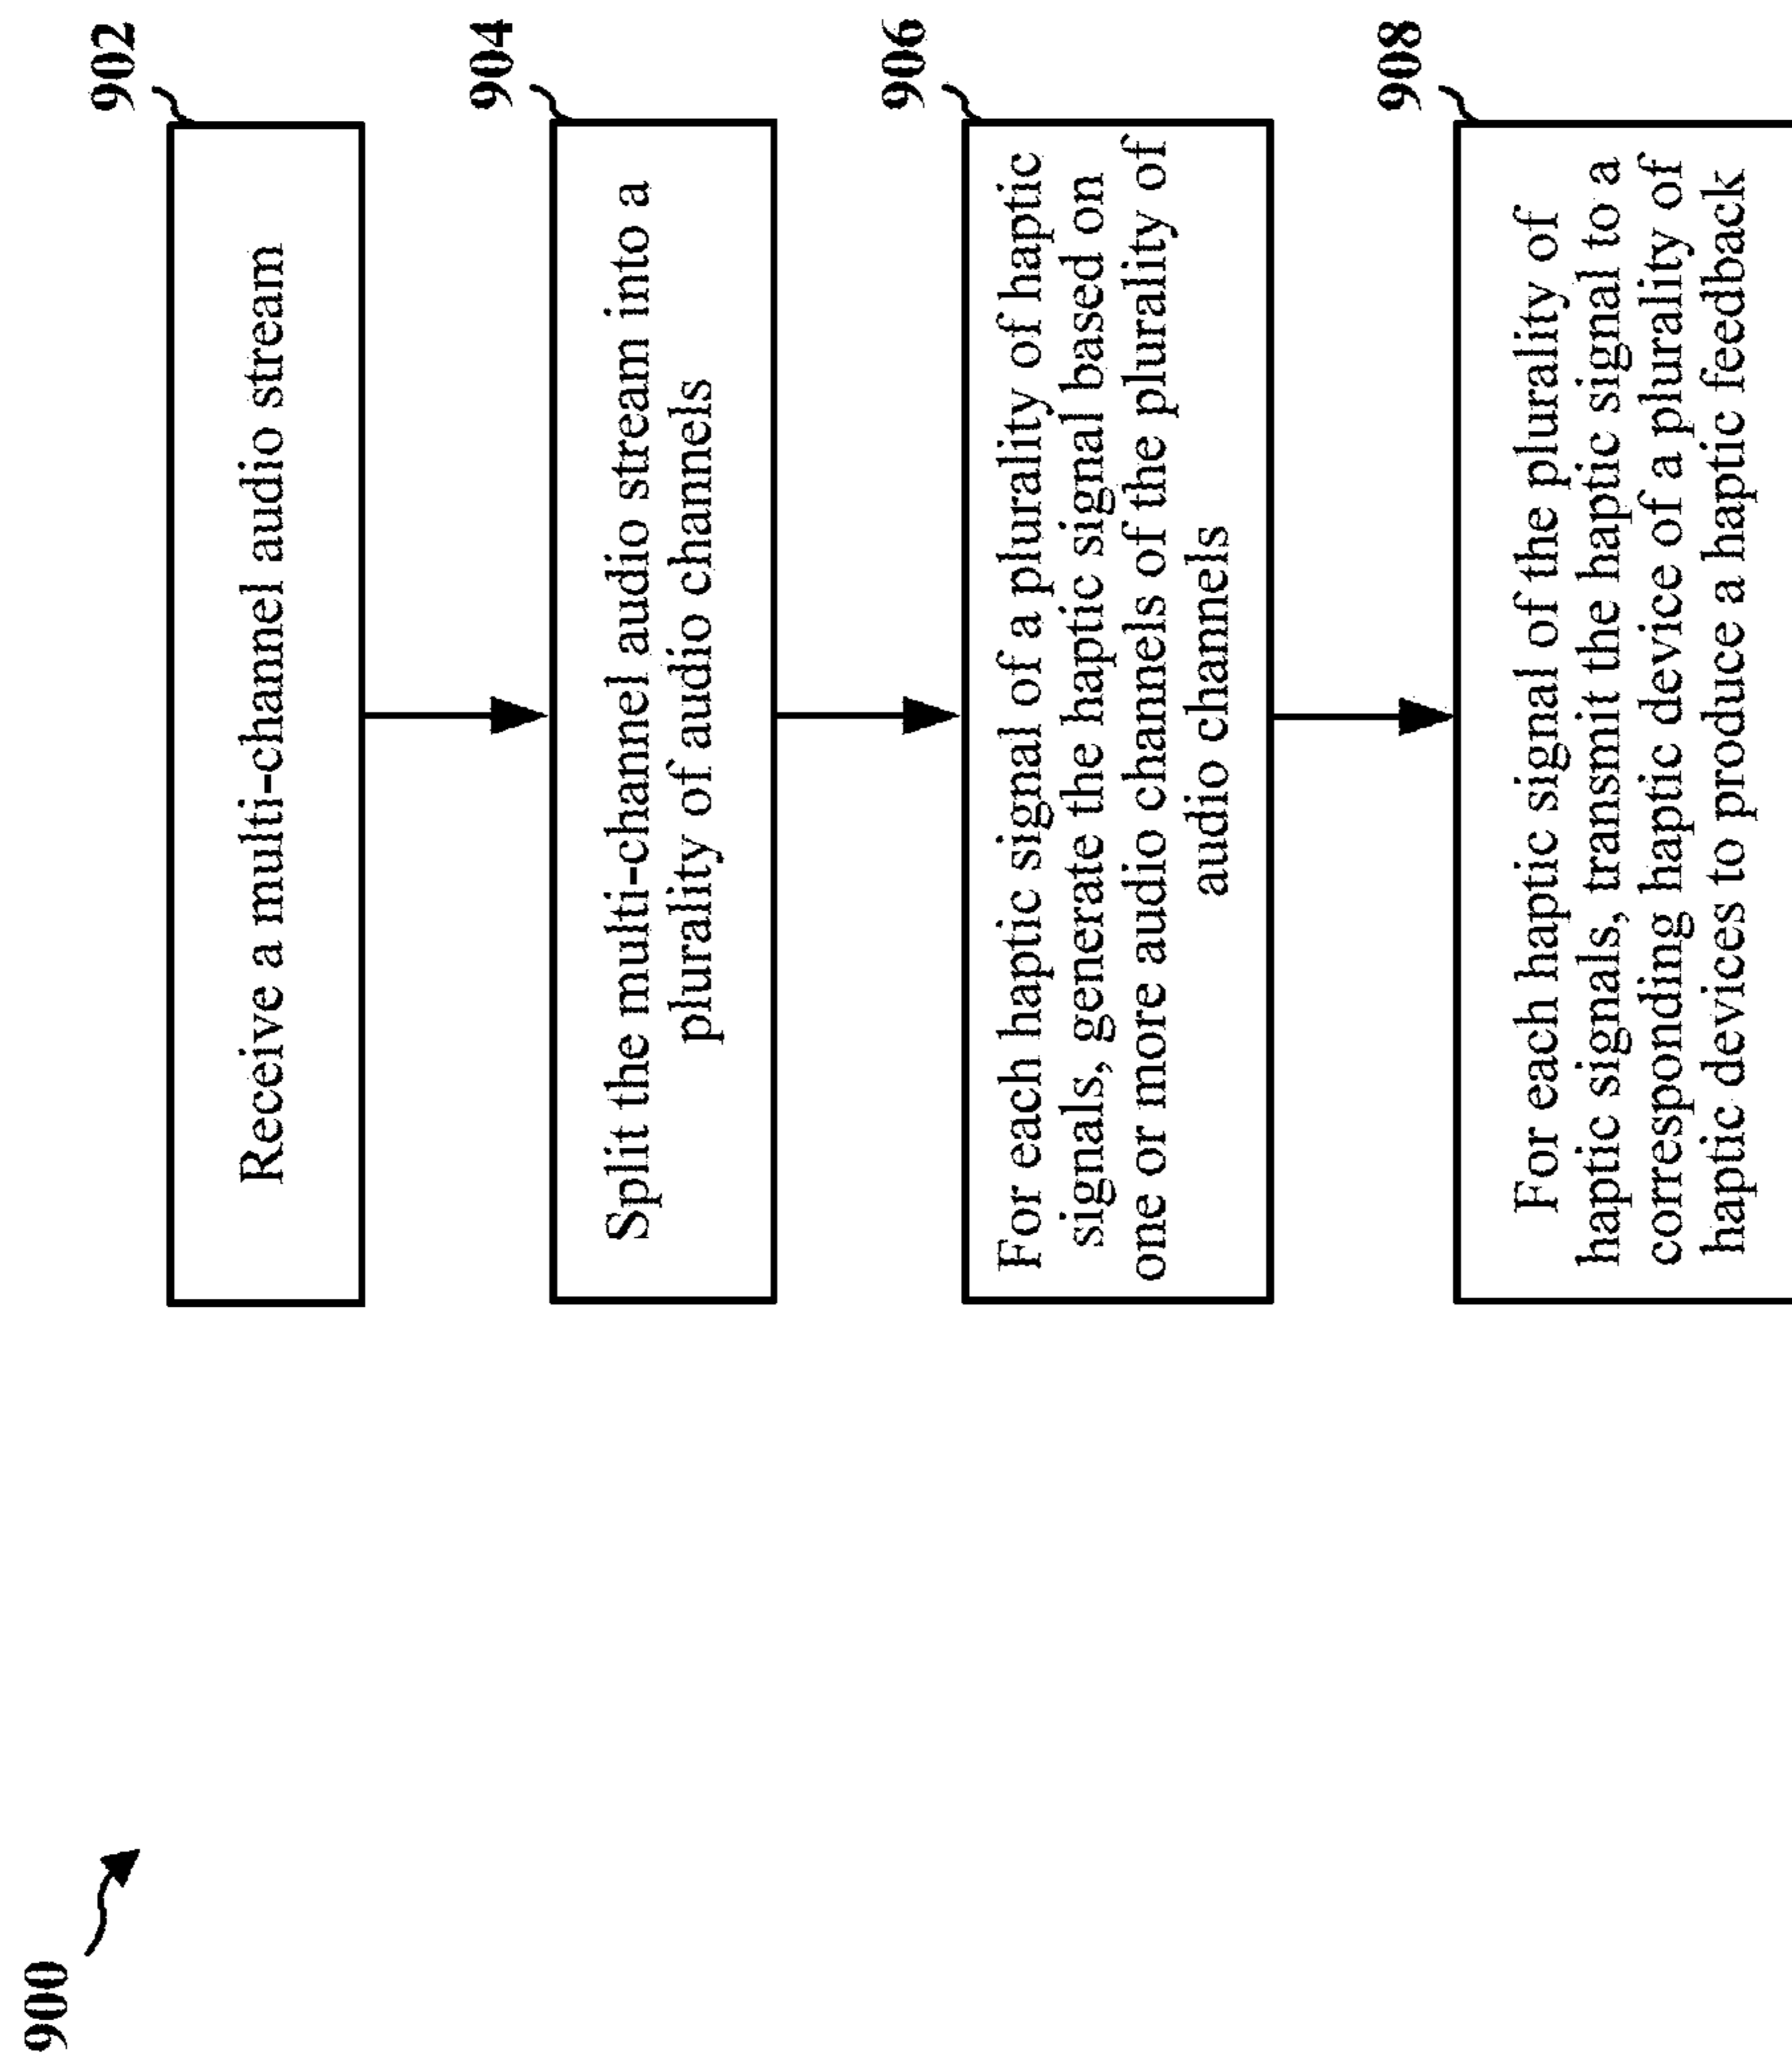 900
902
Receive a multi-channel audio stream
904
Split the multi-channel audio stream into a
plurality of audio channels
906
For each haptic signal of a plurality of haptic
signals, generate the haptic signal based on
one or more audio channels of the plurality of
audio channels
908
For each haptic signal of the plurality of
haptic signals, transmit the haptic signal to a
corresponding haptic device of a plurality of
haptic devices to produce a haptic feedback